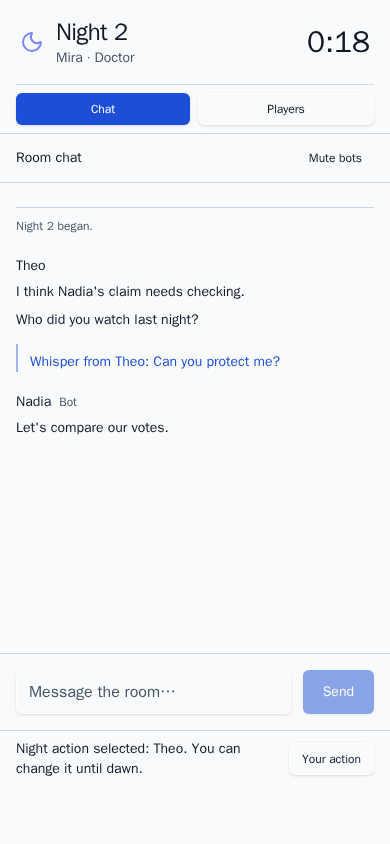 Night 2
Mira · Doctor
0:18
Chat
Players
Room chat
Mute bots
Night 2 began.
Theo
I think Nadia's claim needs checking.
Who did you watch last night?
Whisper from Theo: Can you protect me?
Nadia Bot
Let's compare our votes.
Message the room…
Send
Night action selected: Theo. You can
change it until dawn.
Your action